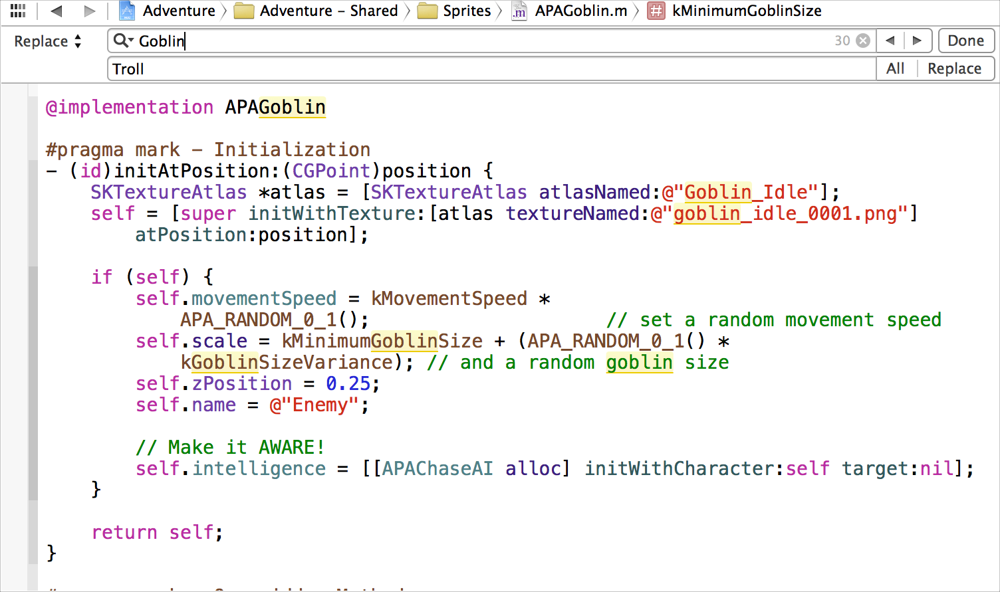 Adventure Adventure – Shared Sprites .m APAGoblin.m # kMinimumGoblinSize
Replace Goblin 30 Done
Troll All Replace
@implementation APAGoblin
#pragma mark – Initialization
– (id)initAtPosition:(CGPoint)position {
SKTextureAtlas *atlas = [SKTextureAtlas atlasNamed:@"Goblin_Idle"];
self = [super initWithTexture:[atlas textureNamed:@"goblin_idle_0001.png"]
atPosition:position];
if (self) {
self.movementSpeed = kMovementSpeed *
APA_RANDOM_0_1(); // set a random movement speed
self.scale = kMinimumGoblinSize + (APA_RANDOM_0_1() *
kGoblinSizeVariance); // and a random goblin size
self.zPosition = 0.25;
self.name = @"Enemy";
// Make it AWARE!
self.intelligence = [[APAChaseAI alloc] initWithCharacter:self target:nil];
}
return self;
}